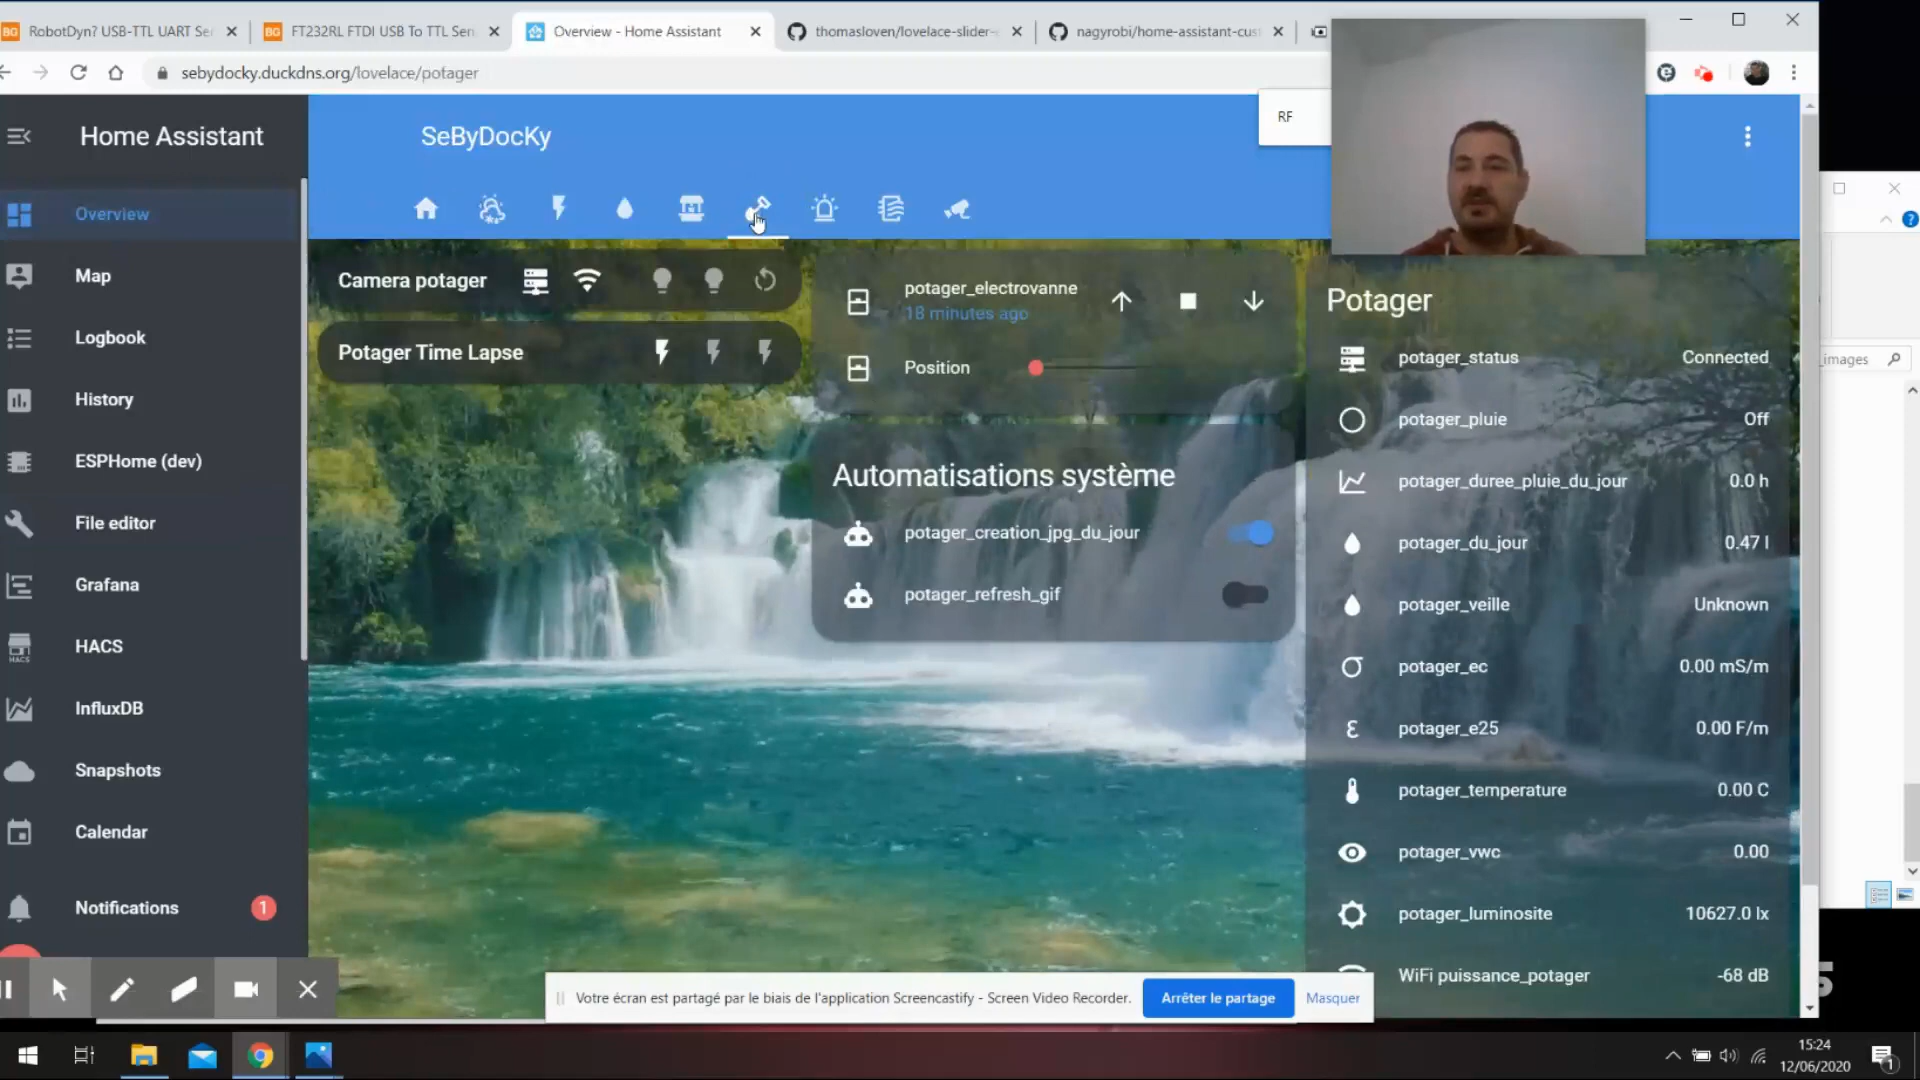 RobotDyn? USB-TTL UART Se
FT232RL FTDI USB To TTL Ser
Overview - Home Assistant
thomasloven/lovelace-slider-
nagyrobi/home-assistant-cus
sebydocky.duckdns.org/lovelace/potager
RF
Home Assistant
SeByDocKy
Overview
Map
Logbook
History
ESPHome (dev)
File editor
Grafana
HACS
HACS
InfluxDB
Snapshots
Calendar
Notifications
1
Camera potager
Potager Time Lapse
potager_electrovanne
18 minutes ago
Position
Automatisations système
potager_creation_jpg_du_jour
potager_refresh_gif
Potager
potager_status Connected
potager_pluie Off
potager_duree_pluie_du_jour 0.0 h
potager_du_jour 0.47 l
potager_veille Unknown
potager_ec 0.00 mS/m
potager_e25 0.00 F/m
potager_temperature 0.00 C
potager_vwc 0.00
potager_luminosite 10627.0 lx
WiFi puissance_potager -68 dB
_images
Votre écran est partagé par le biais de l'application Screencastify - Screen Video Recorder.
Arrêter le partage
Masquer
15:24
12/06/2020
1